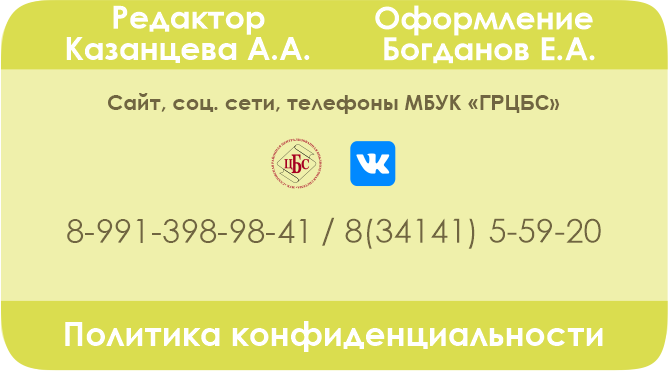 Редактор
Казанцева А.А.
Оформление
Богданов Е.А.
Сайт, соц. сети, телефоны МБУК «ГРЦБС»
ЦБС
8-991-398-98-41 / 8(34141) 5-59-20
Политика конфиденциальности